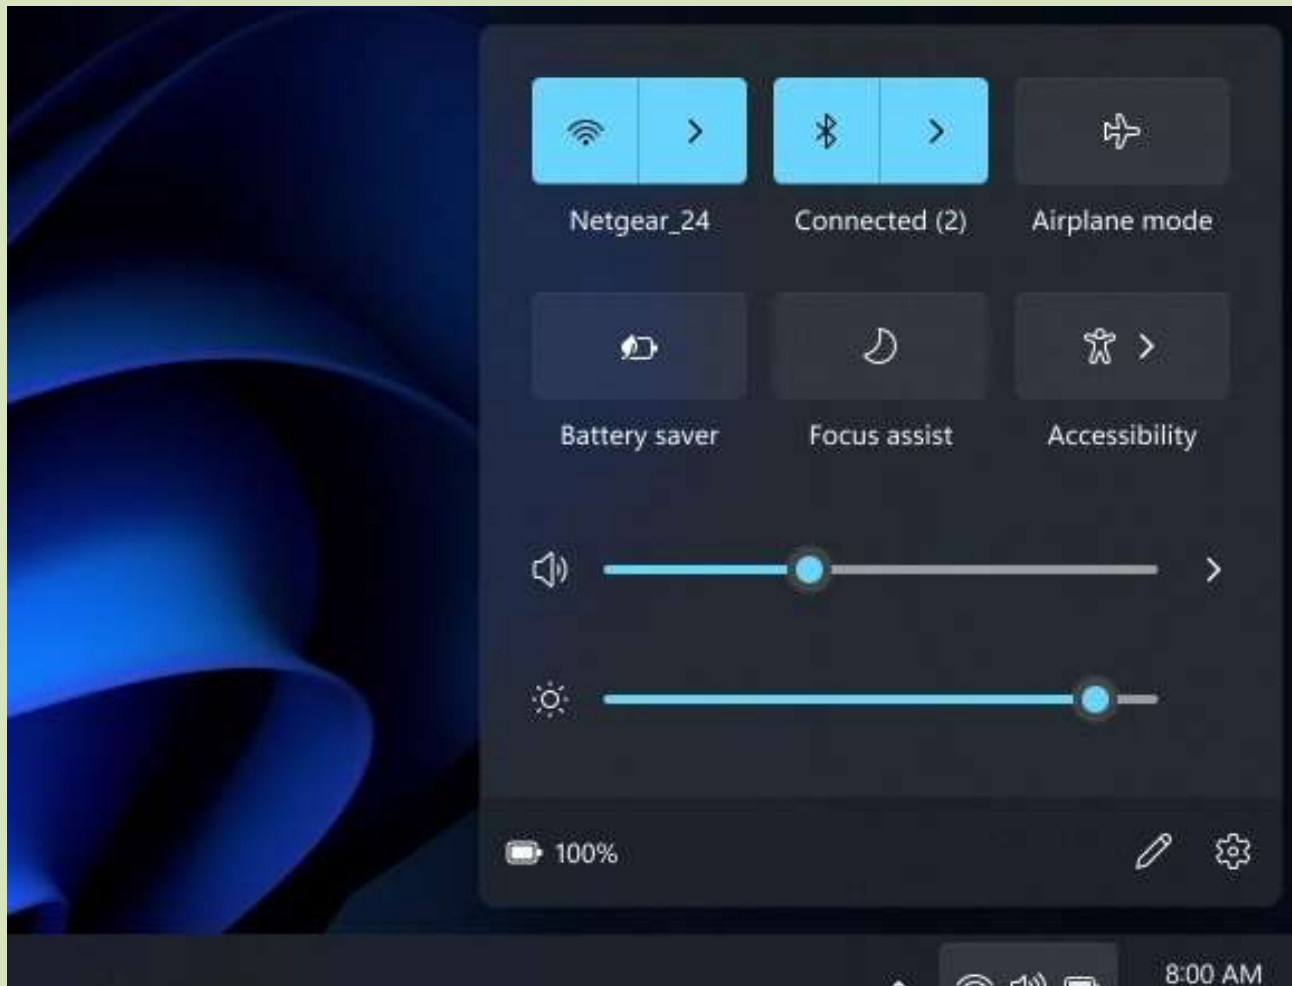 Netgear_24 Connected (2) Airplane mode
Battery saver Focus assist Accessibility
100%
8:00 AM